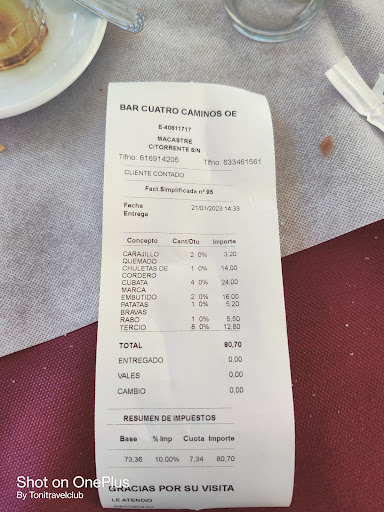 BAR CUATRO CAMINOS OE
E-40611717
MACASTRE
C/TORRENTE S/N
Tlfno: 616914205 Tlfno: 633461561
CLIENTE CONTADO
Fact.Simplificada nº 95
Fecha 21/01/2023 14:33
Entrega
Concepto Cant/Dto Importe
CARAJILLO 2 0% 3,20
QUEMADO
CHULETAS DE 1 0% 14,00
CORDERO
CUBATA 4 0% 24,00
MARCA
EMBUTIDO 2 0% 16,00
PATATAS 1 0% 5,20
BRAVAS
RABO 1 0% 5,50
TERCIO 8 0% 12,80
TOTAL 80,70
ENTREGADO 0,00
VALES 0,00
CAMBIO 0,00
RESUMEN DE IMPUESTOS
Base % Imp Cuota Importe
73,36 10,00% 7,34 80,70
GRACIAS POR SU VISITA
LE ATENDIO
Shot on OnePlus
By Tonitravelclub